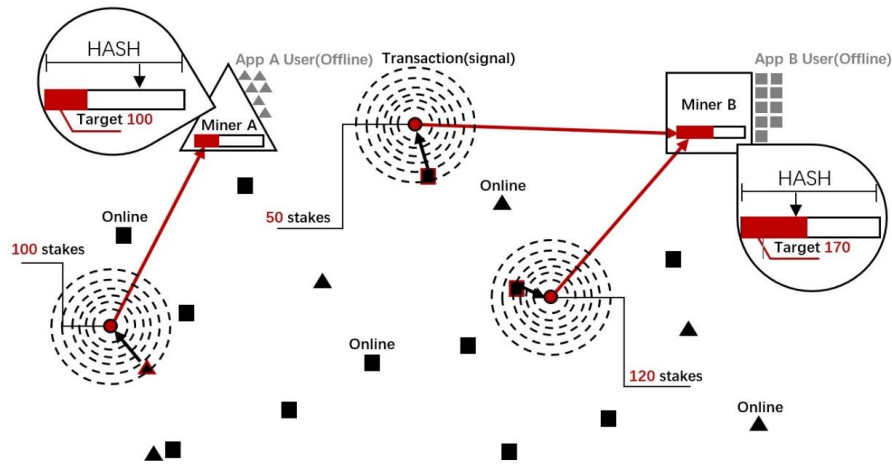 HASH
Target 100
App A User(Offline)
Miner A
Transaction(signal)
App B User(Offline)
Miner B
HASH
Target 170
Online
50 stakes
Online
100 stakes
Online
120 stakes
Online